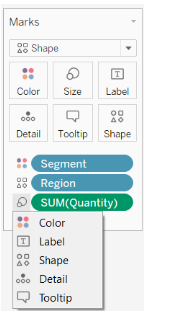 Marks
Shape
Color Size Label
Detail Tooltip Shape
Segment
Region
SUM(Quantity)
Color
Label
Shape
Detail
Tooltip